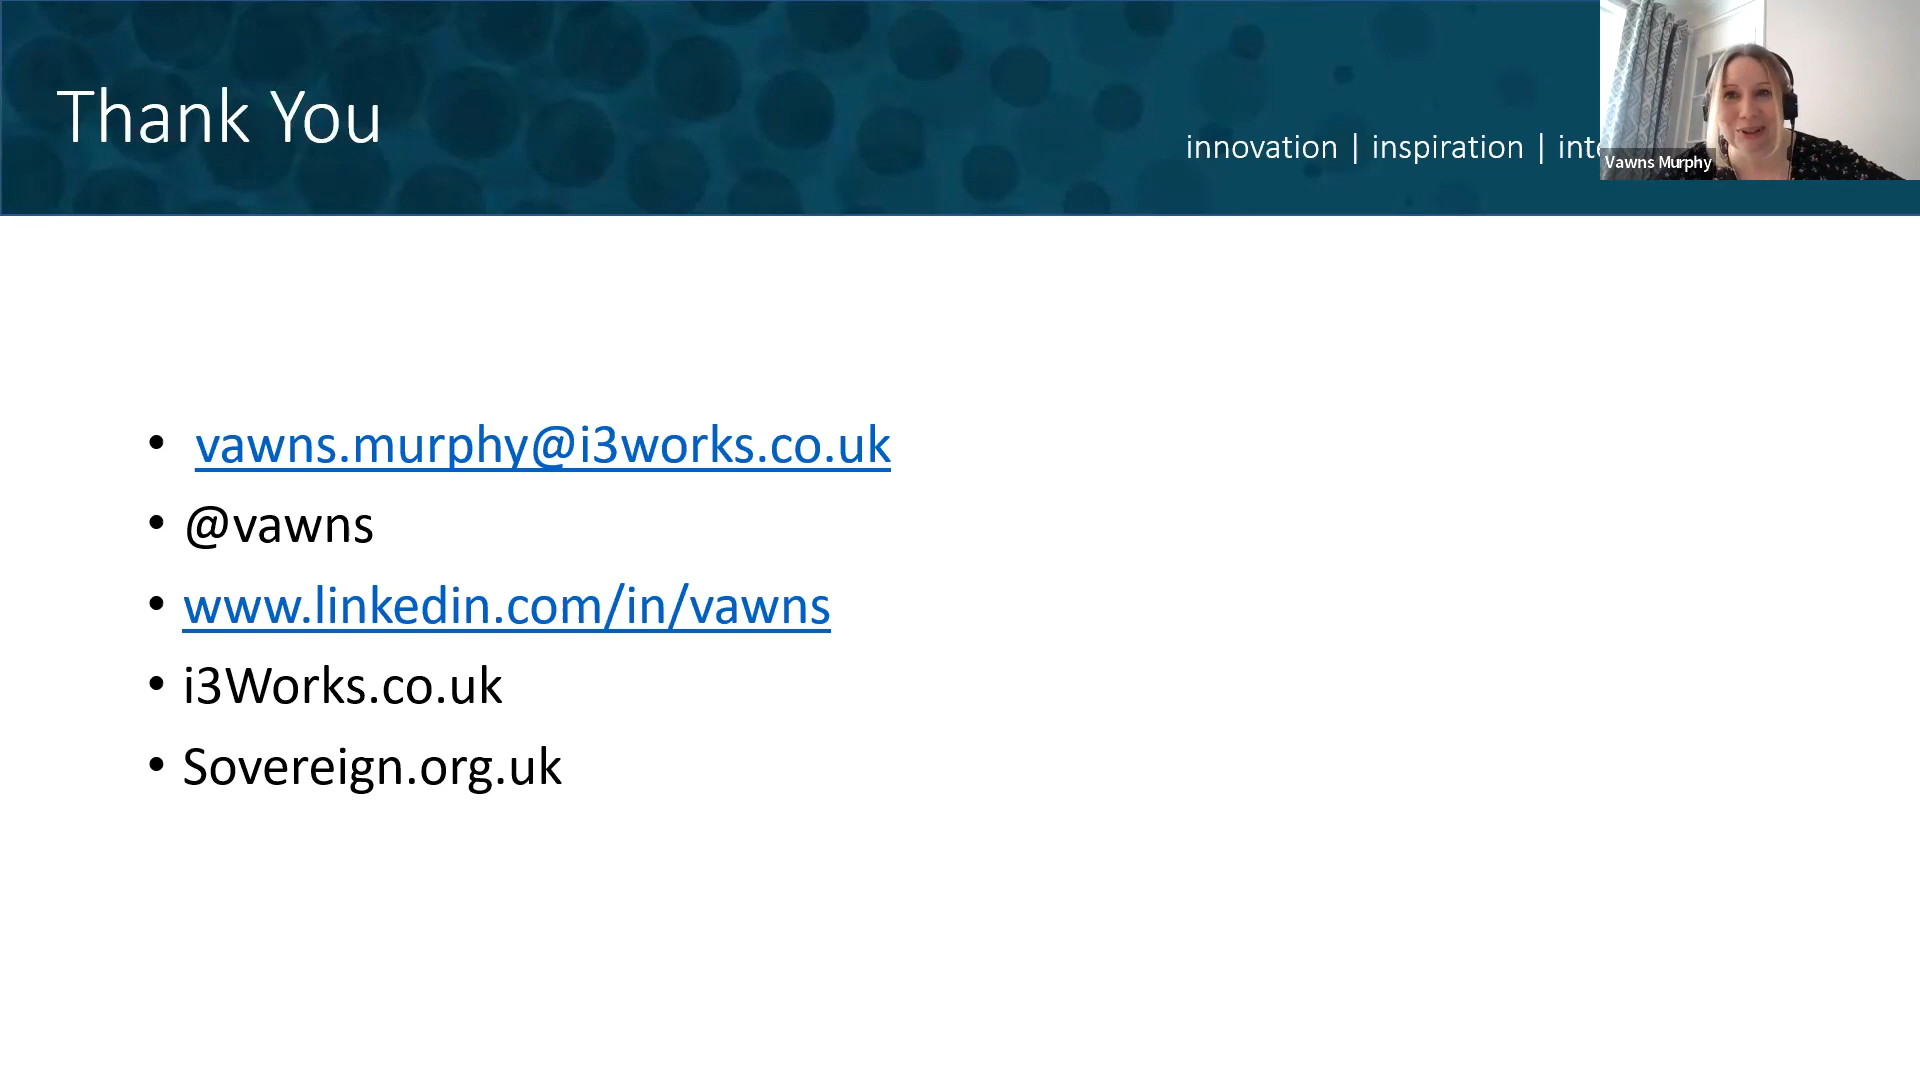 Thank You
innovation | inspiration |
Vawns Murphy
• vawns.murphy@i3works.co.uk
• @vawns
• www.linkedin.com/in/vawns
• i3Works.co.uk
• Sovereign.org.uk